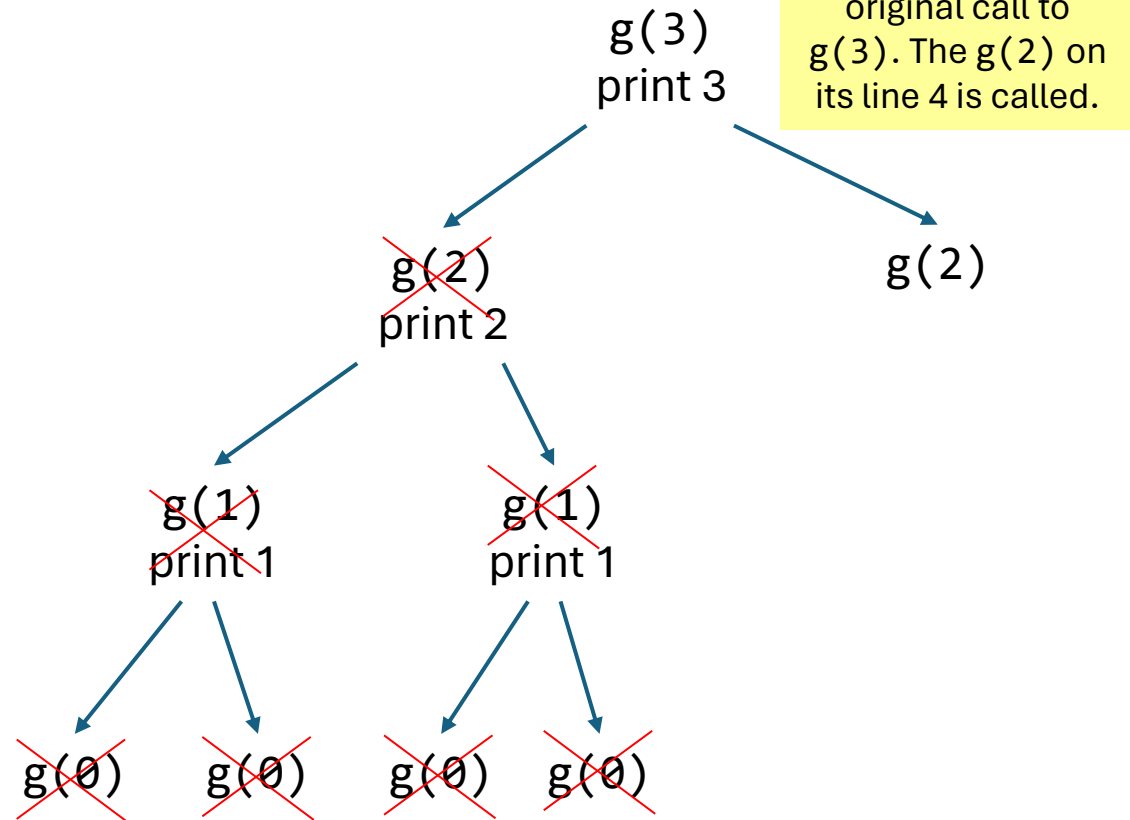 g(3)
print 3
original call to
g(3). The g(2) on
its line 4 is called.
g(2)
print 2
g(2)
g(1)
print 1
g(1)
print 1
g(0)
g(0)
g(0)
g(0)